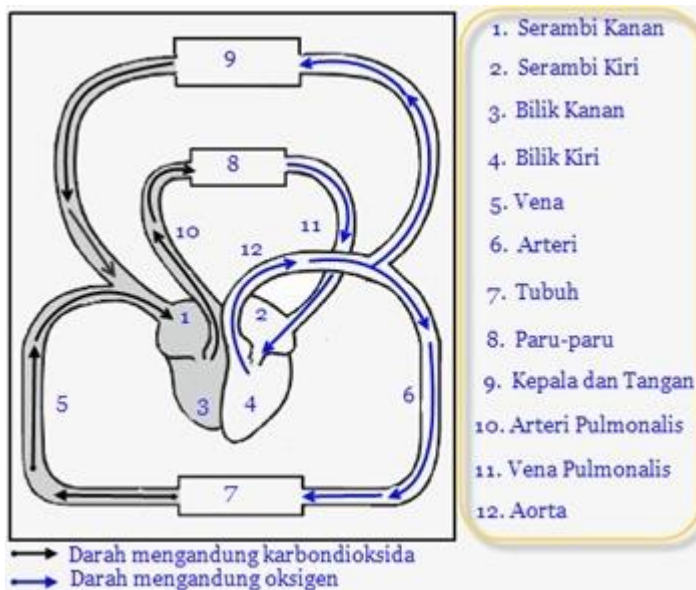 9
8
10
11
12
1
2
5
3
4
6
7
1. Serambi Kanan
2. Serambi Kiri
3. Bilik Kanan
4. Bilik Kiri
5. Vena
6. Arteri
7. Tubuh
8. Paru-paru
9. Kepala dan Tangan
10. Arteri Pulmonalis
11. Vena Pulmonalis
12. Aorta
Darah mengandung karbondioksida
Darah mengandung oksigen